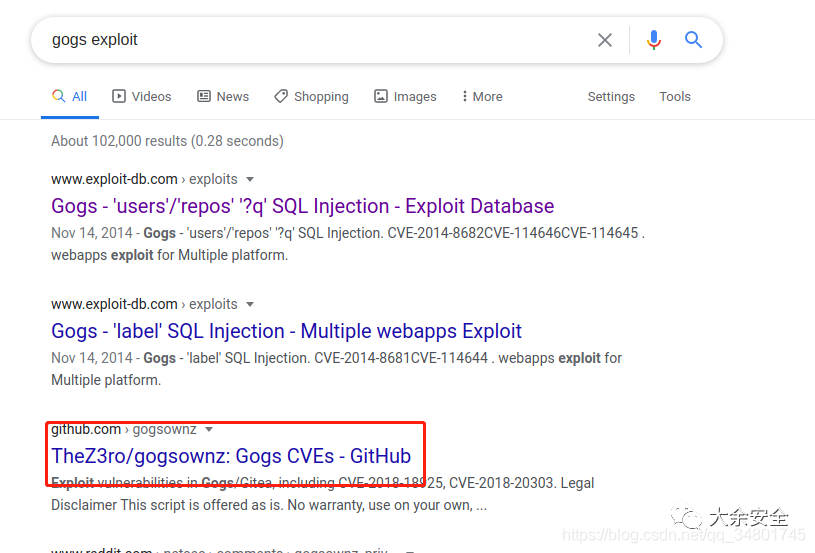 gogs exploit
All Videos News Shopping Images More Settings Tools
About 102,000 results (0.28 seconds)
www.exploit-db.com › exploits
Gogs - 'users'/'repos' '?q' SQL Injection - Exploit Database
Nov 14, 2014 - Gogs - 'users'/'repos' '?q' SQL Injection. CVE-2014-8682CVE-114646CVE-114645 .
webapps exploit for Multiple platform.
www.exploit-db.com › exploits
Gogs - 'label' SQL Injection - Multiple webapps Exploit
Nov 14, 2014 - Gogs - 'label' SQL Injection. CVE-2014-8681CVE-114644 . webapps exploit for
Multiple platform.
github.com › gogsownz
TheZ3ro/gogsownz: Gogs CVEs - GitHub
Exploit vulnerabilities in Gogs/Gitea, including CVE-2018-18925, CVE-2018-20303. Legal
Disclaimer This script is offered as is. No warranty, use on your own, ...
大余安全
https://blog.csdn.net/qq_34801745
www.reddit.com › netsec › comments › gogsownz_priv...